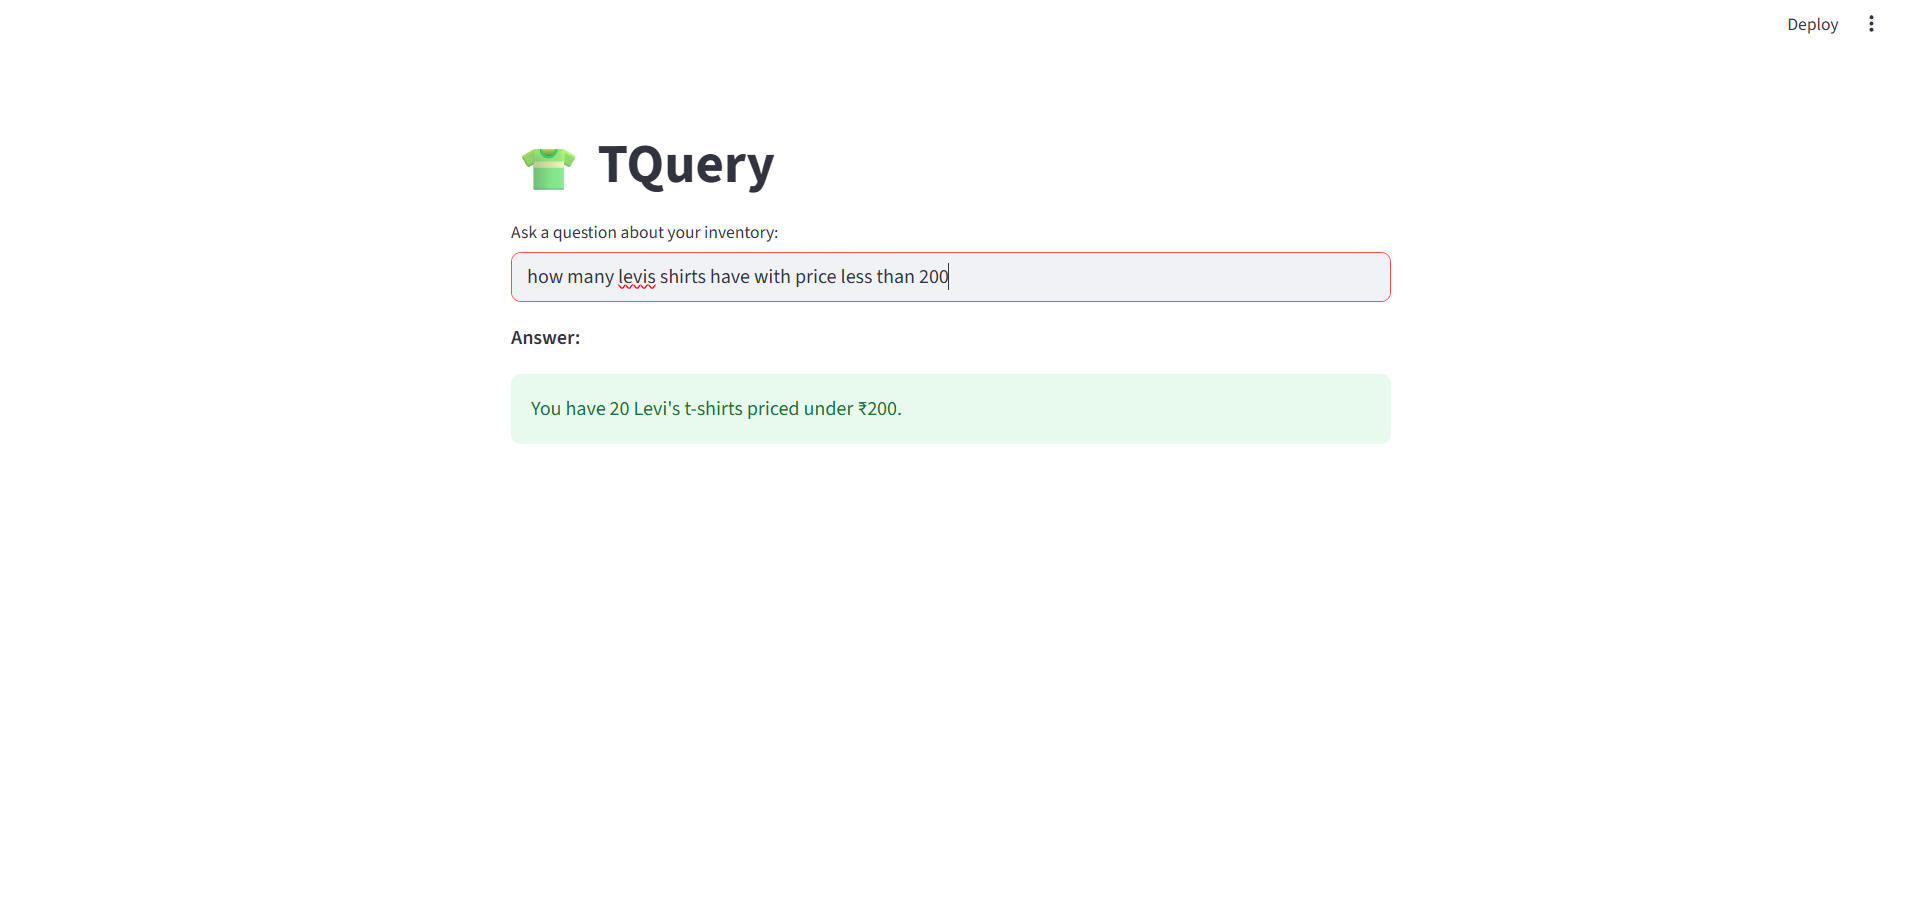 Deploy
TQuery
Ask a question about your inventory:
how many levis shirts have with price less than 200
Answer:
You have 20 Levi's t-shirts priced under ₹200.